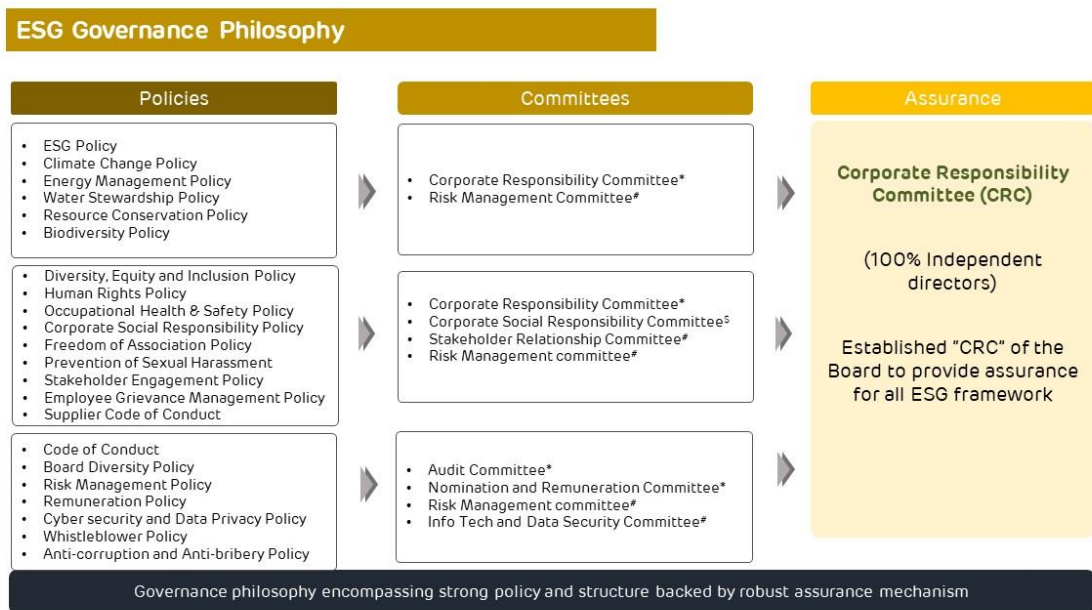 ESG Governance Philosophy
Policies
• ESG Policy
• Climate Change Policy
• Energy Management Policy
• Water Stewardship Policy
• Resource Conservation Policy
• Biodiversity Policy
• Diversity, Equity and Inclusion Policy
• Human Rights Policy
• Occupational Health & Safety Policy
• Corporate Social Responsibility Policy
• Freedom of Association Policy
• Prevention of Sexual Harassment
• Stakeholder Engagement Policy
• Employee Grievance Management Policy
• Supplier Code of Conduct
• Code of Conduct
• Board Diversity Policy
• Risk Management Policy
• Remuneration Policy
• Cyber security and Data Privacy Policy
• Whistleblower Policy
• Anti-corruption and Anti-bribery Policy
Committees
• Corporate Responsibility Committee*
• Risk Management Committee#
• Corporate Responsibility Committee*
• Corporate Social Responsibility Committee$
• Stakeholder Relationship Committee#
• Risk Management committee#
• Audit Committee*
• Nomination and Remuneration Committee*
• Risk Management committee#
• Info Tech and Data Security Committee#
Assurance
Corporate Responsibility
Committee (CRC)
(100% Independent
directors)
Established "CRC" of the
Board to provide assurance
for all ESG framework
Governance philosophy encompassing strong policy and structure backed by robust assurance mechanism